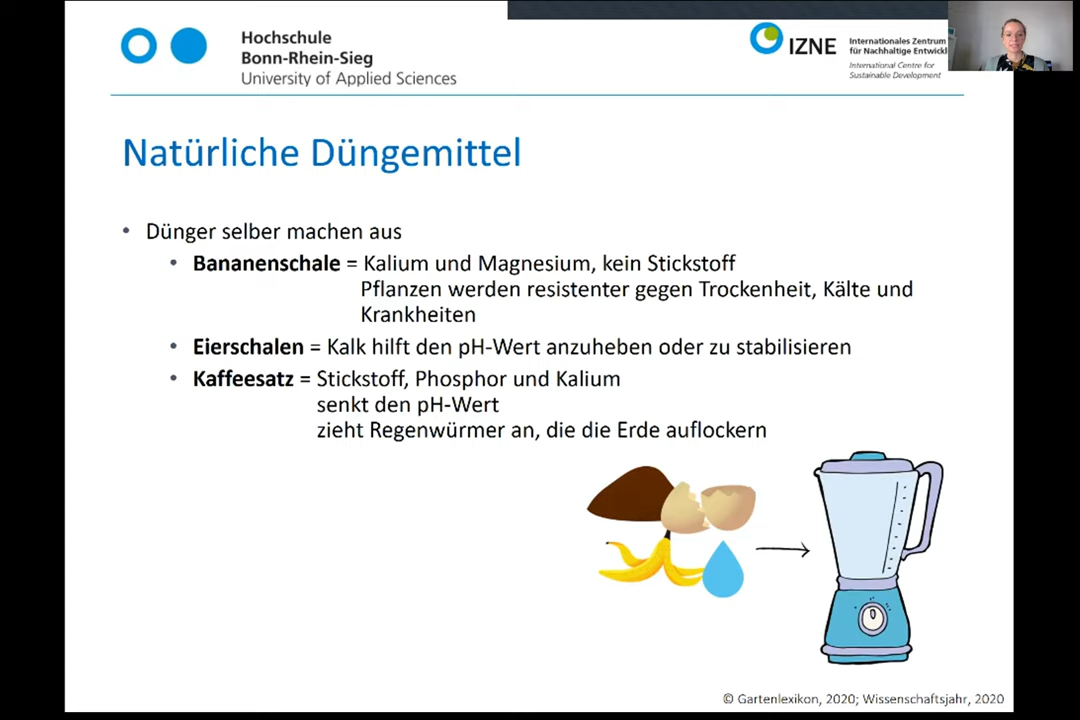 Hochschule
Bonn-Rhein-Sieg
University of Applied Sciences
IZNE
Internationales Zentrum
für Nachhaltige Entwickl
International Centre for
Sustainable Development
Natürliche Düngemittel
• Dünger selber machen aus
• Bananenschale = Kalium und Magnesium, kein Stickstoff
Pflanzen werden resistenter gegen Trockenheit, Kälte und
Krankheiten
• Eierschalen = Kalk hilft den pH-Wert anzuheben oder zu stabilisieren
• Kaffeesatz = Stickstoff, Phosphor und Kalium
senkt den pH-Wert
zieht Regenwürmer an, die die Erde auflockern
© Gartenlexikon, 2020; Wissenschaftsjahr, 2020